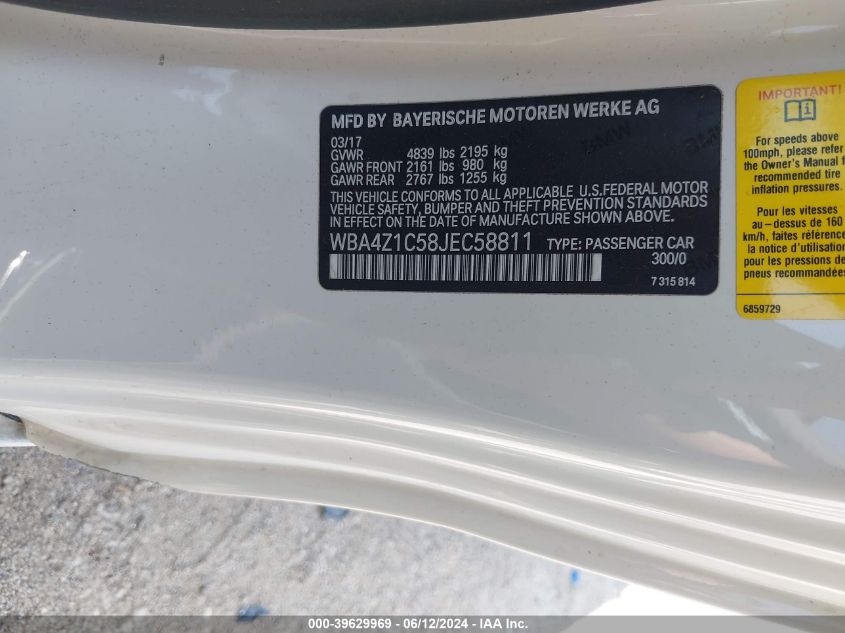 MFD BY BAYERISCHE MOTOREN WERKE AG
03/17
GVWR 4839 lbs 2195 kg
GAWR FRONT 2161 lbs 980 kg
GAWR REAR 2767 lbs 1255 kg
THIS VEHICLE CONFORMS TO ALL APPLICABLE U.S.FEDERAL MOTOR
VEHICLE SAFETY, BUMPER, AND THEFT PREVENTION STANDARDS
IN EFFECT ON THE DATE OF MANUFACTURE SHOWN ABOVE.
WBA4Z1C58JEC58811 TYPE: PASSENGER CAR
300/0
7 315 814
IMPORTANT!
For speeds above
100mph, please refer
the Owner's Manual f
recommended tire
inflation pressures.
Pour les vitesses
au-dessus de 160
km/h, faites référence
à la notice d'utilisation
pour les pressions de
pneus recommandées
6859729
000-39629969 - 06/12/2024 - IAA Inc.